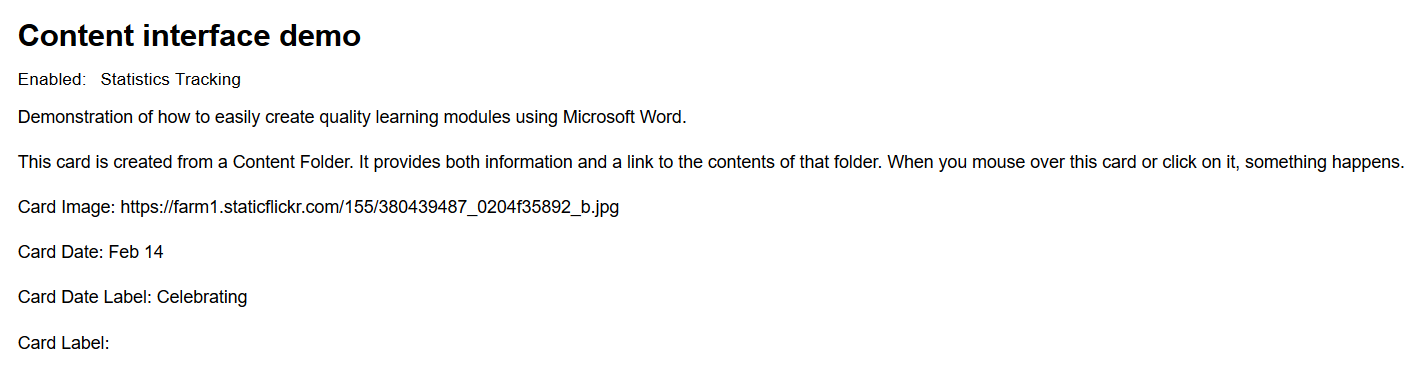 Content interface demo
Enabled: Statistics Tracking
Demonstration of how to easily create quality learning modules using Microsoft Word.
This card is created from a Content Folder. It provides both information and a link to the contents of that folder. When you mouse over this card or click on it, something happens.
Card Image: https://farm1.staticflickr.com/155/380439487_0204f35892_b.jpg
Card Date: Feb 14
Card Date Label: Celebrating
Card Label: